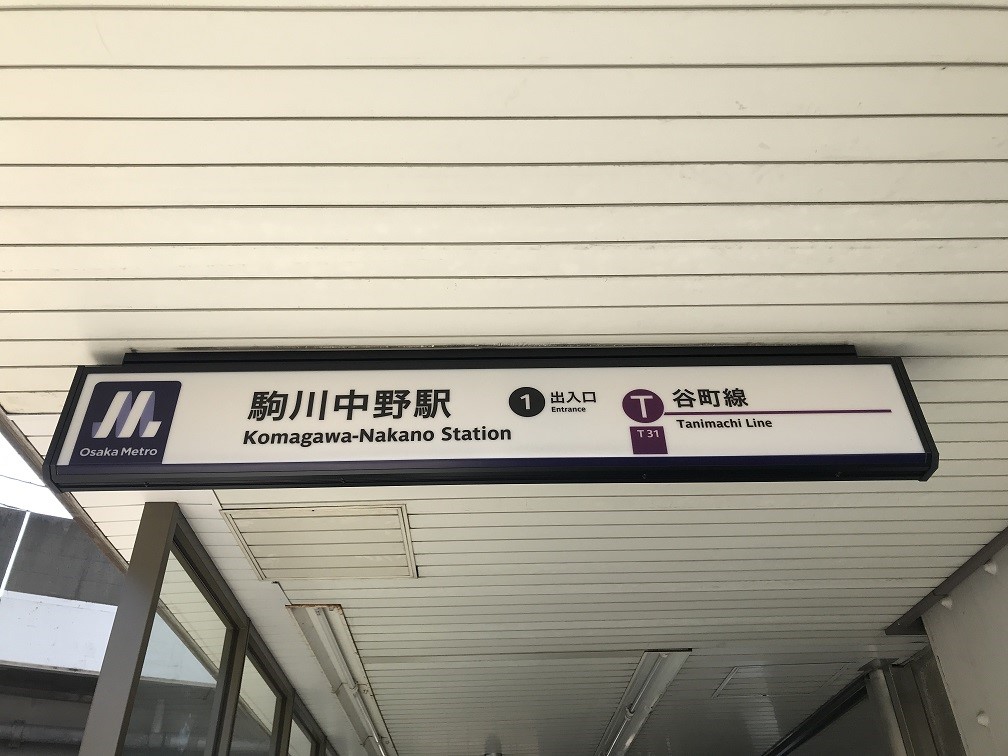 Osaka Metro
駒川中野駅
Komagawa-Nakano Station
1
出入口
Entrance
T
T31
谷町線
Tanimachi Line